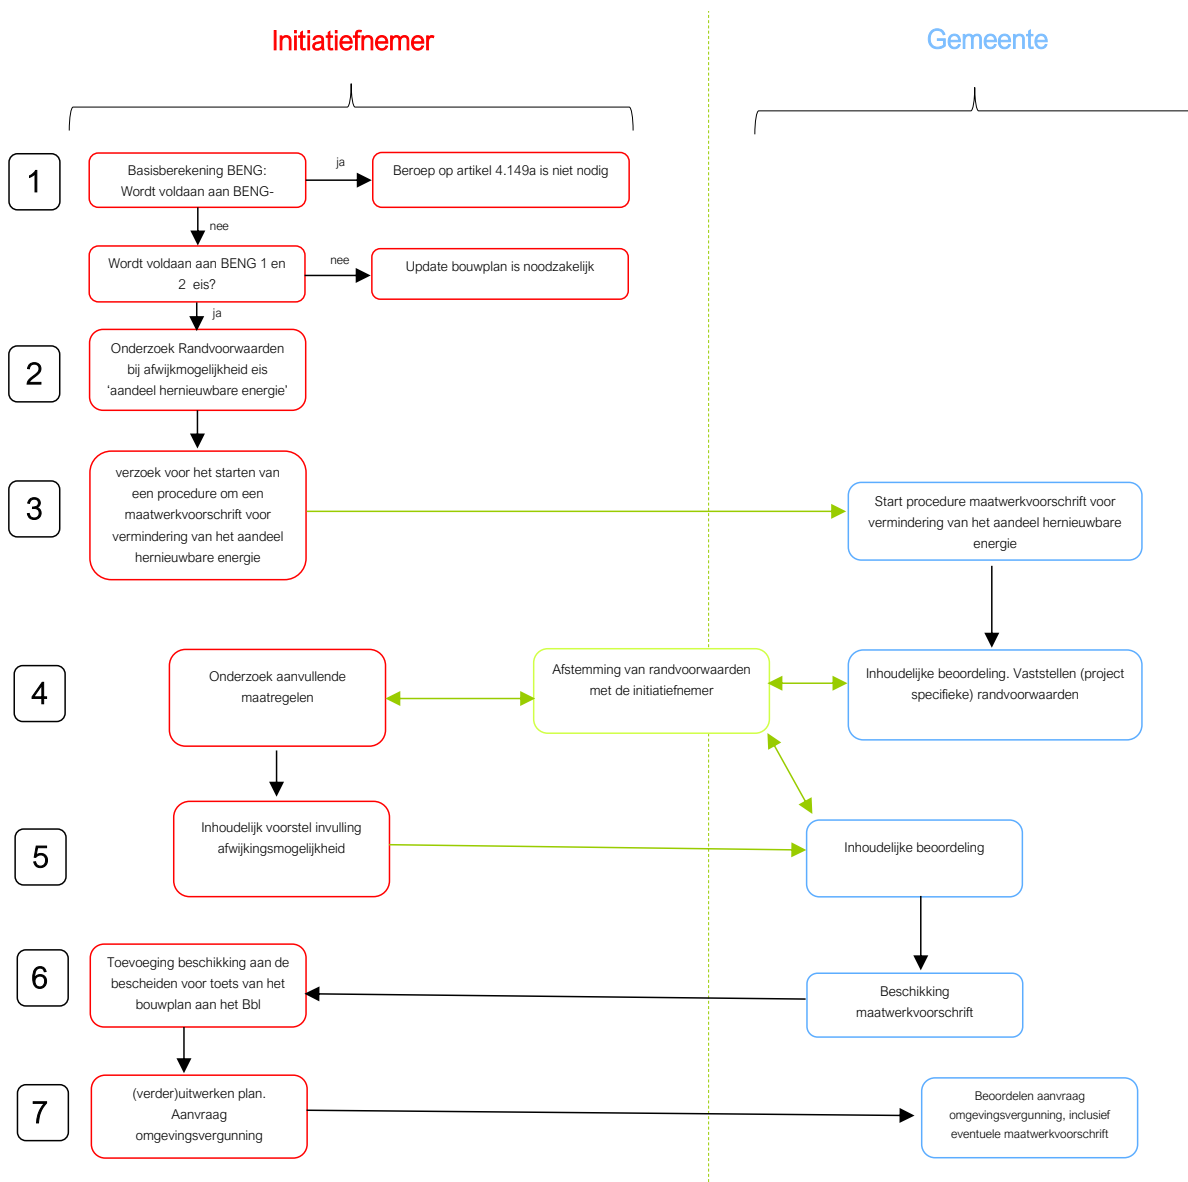 Initiatiefnemer
Gemeente
1
Basisberekening BENG:
Wordt voldaan aan BENG-
ja
Beroep op artikel 4.149a is niet nodig
nee
Wordt voldaan aan BENG 1 en
2 eis?
nee
Update bouwplan is noodzakelijk
ja
2
Onderzoek Randvoorwaarden
bij afwijkmogelijkheid eis
‘aandeel hernieuwbare energie’
3
verzoek voor het starten van
een procedure om een
maatwerkvoorschrift voor
vermindering van het aandeel
hernieuwbare energie
Start procedure maatwerkvoorschrift voor
vermindering van het aandeel hernieuwbare
energie
4
Onderzoek aanvullende
maatregelen
Afstemming van randvoorwaarden
met de initiatiefnemer
Inhoudelijke beoordeling. Vaststellen (project
specifieke) randvoorwaarden
5
Inhoudelijk voorstel invulling
afwijkingsmogelijkheid
Inhoudelijke beoordeling
6
Toevoeging beschikking aan de
bescheiden voor toets van het
bouwplan aan het Bbl
Beschikking
maatwerkvoorschrift
7
(verder)uitwerken plan.
Aanvraag
omgevingsvergunning
Beoordelen aanvraag
omgevingsvergunning, inclusief
eventuele maatwerkvoorschrift